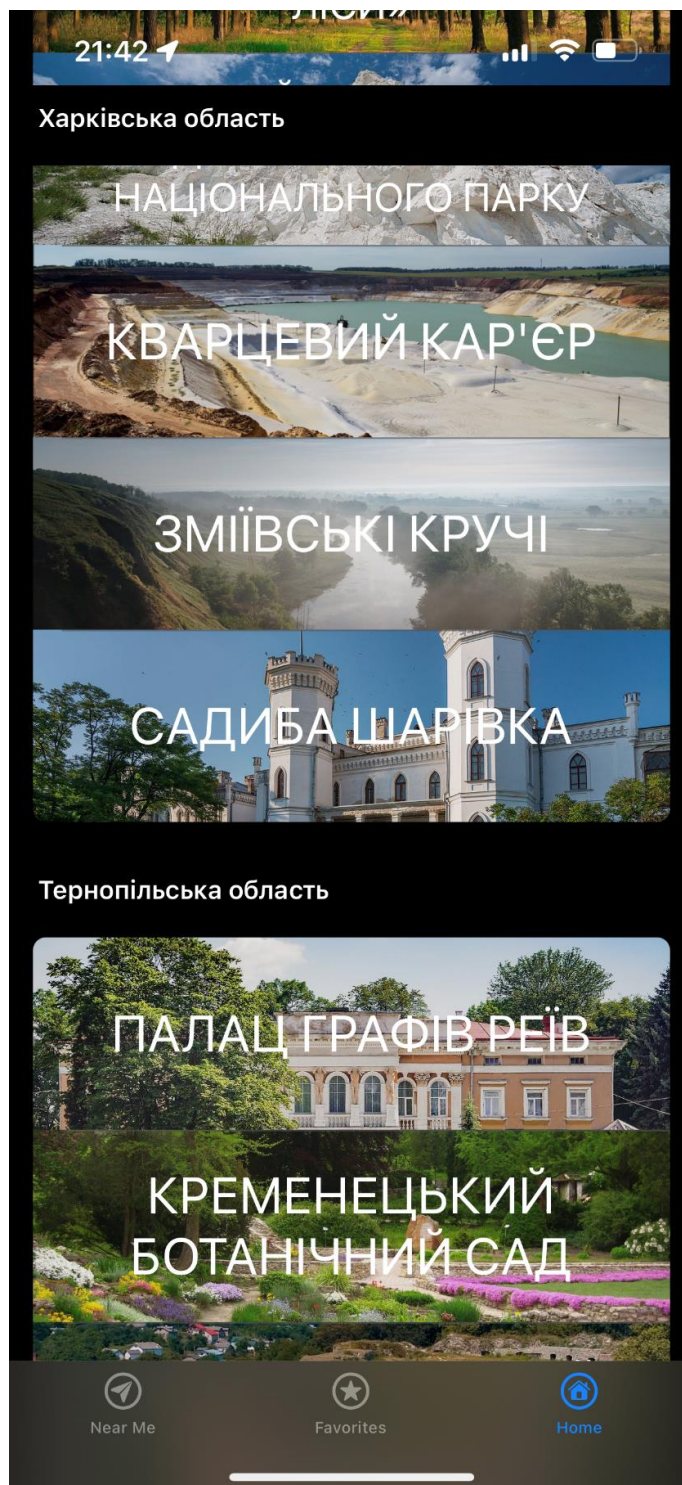 ЛІСИ»
21:42
Харківська область
НАЦІОНАЛЬНОГО ПАРКУ
КВАРЦЕВИЙ КАР'ЄР
ЗМІЇВСЬКІ КРУЧІ
САДИБА ШАРІВКА
Тернопільська область
ПАЛАЦ ГРАФІВ РЕЇВ
КРЕМЕНЕЦЬКИЙ
БОТАНІЧНИЙ САД
Near Me
Favorites
Home